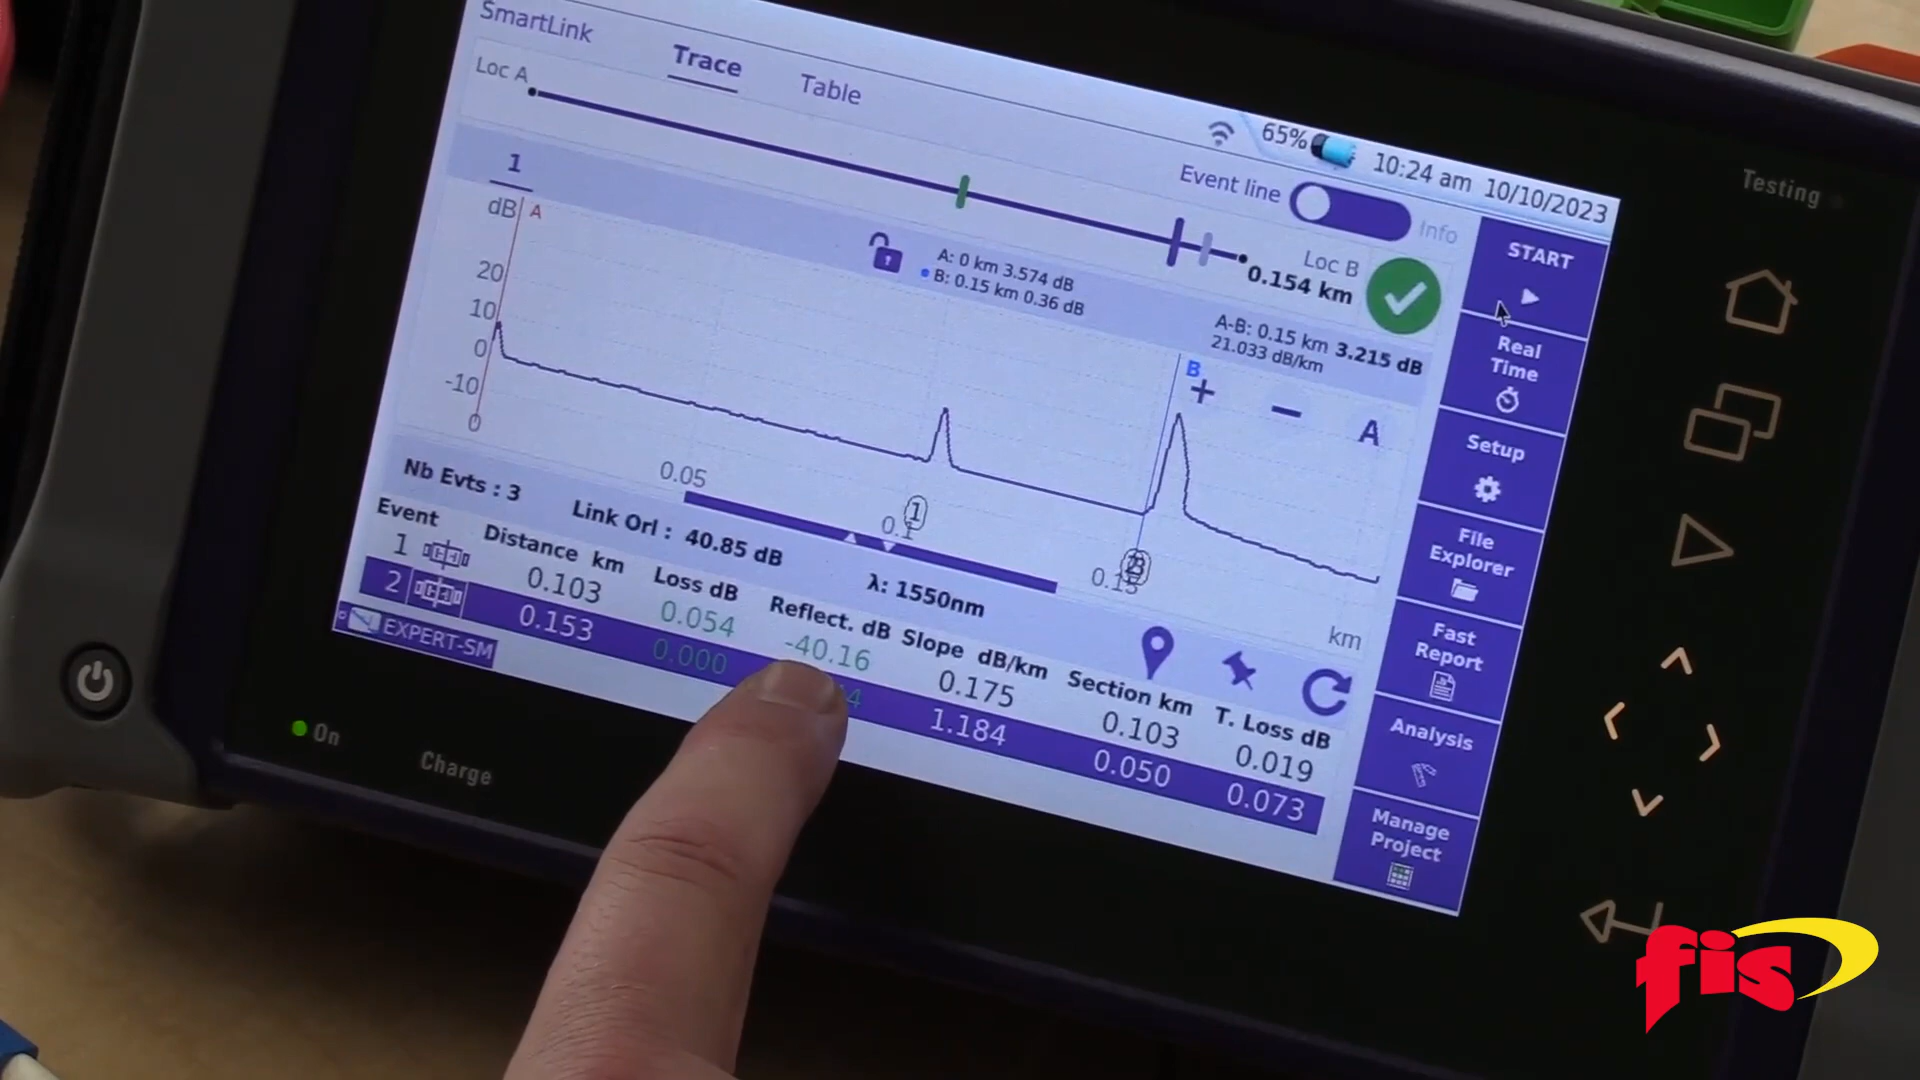 SmartLink
Trace
Table
65%
10:24 am 10/10/2023
Testing
Loc A
Event line
Info
Loc B
0.154 km
1
dB
A
A: 0 km 3.574 dB
B: 0.15 km 0.36 dB
A-B: 0.15 km 3.215 dB
21.033 dB/km
B
A
20
10
0
-10
0
0.05
0.1
1
km
Nb Evts : 3
Link Orl : 40.85 dB
λ: 1550nm
Event
Distance km
Loss dB
Reflect. dB
Slope dB/km
Section km
T. Loss dB
1
0.103
0.054
-40.16
0.175
0.103
0.019
2
0.153
0.000
1.184
0.050
0.073
EXPERT-SM
START
Real
Time
Setup
File
Explorer
Fast
Report
Analysis
Manage
Project
On
Charge
fis